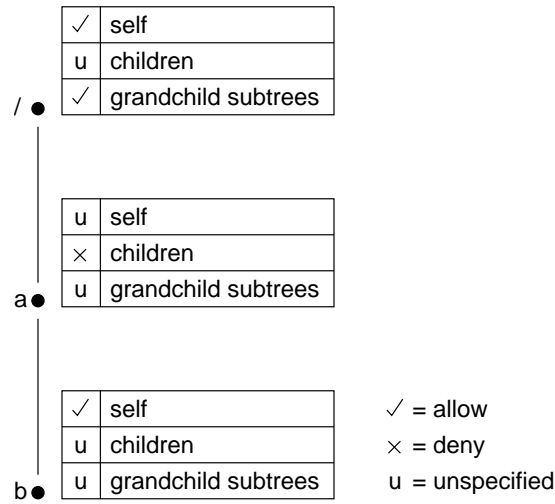 ✓ self
u children
✓ grandchild subtrees
/
u self
× children
u grandchild subtrees
a
✓ self
u children
u grandchild subtrees
b
✓ = allow
× = deny
u = unspecified